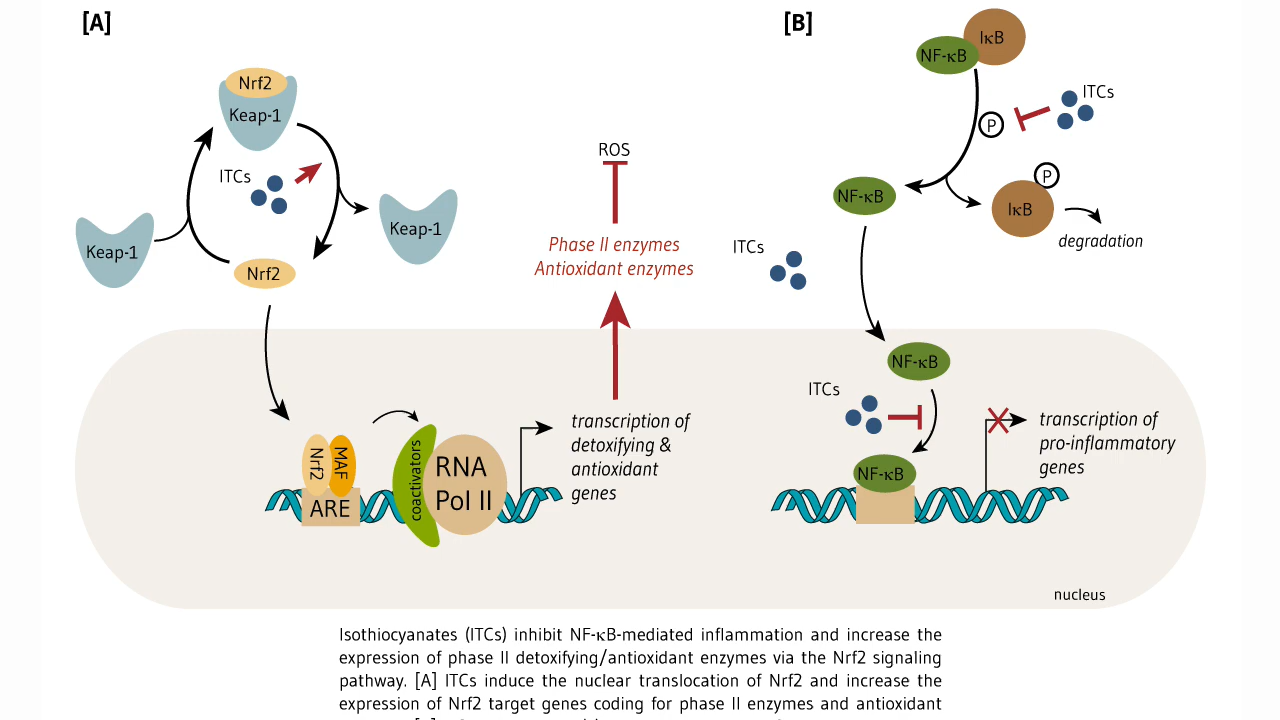 [A]
Nrf2
Keap-1
ITCs
Keap-1
Keap-1
Nrf2
ROS
Phase II enzymes
Antioxidant enzymes
Nrf2
MAF
ARE
coactivators
RNA
Pol II
transcription of
detoxifying &
antioxidant
genes
[B]
IκB
NF-κB
ITCs
P
P
NF-κB
IκB
degradation
ITCs
NF-κB
ITCs
NF-κB
transcription of
pro-inflammatory
genes
nucleus
Isothiocyanates (ITCs) inhibit NF-κB-mediated inflammation and increase the
expression of phase II detoxifying/antioxidant enzymes via the Nrf2 signaling
pathway. [A] ITCs induce the nuclear translocation of Nrf2 and increase the
expression of Nrf2 target genes coding for phase II enzymes and antioxidant